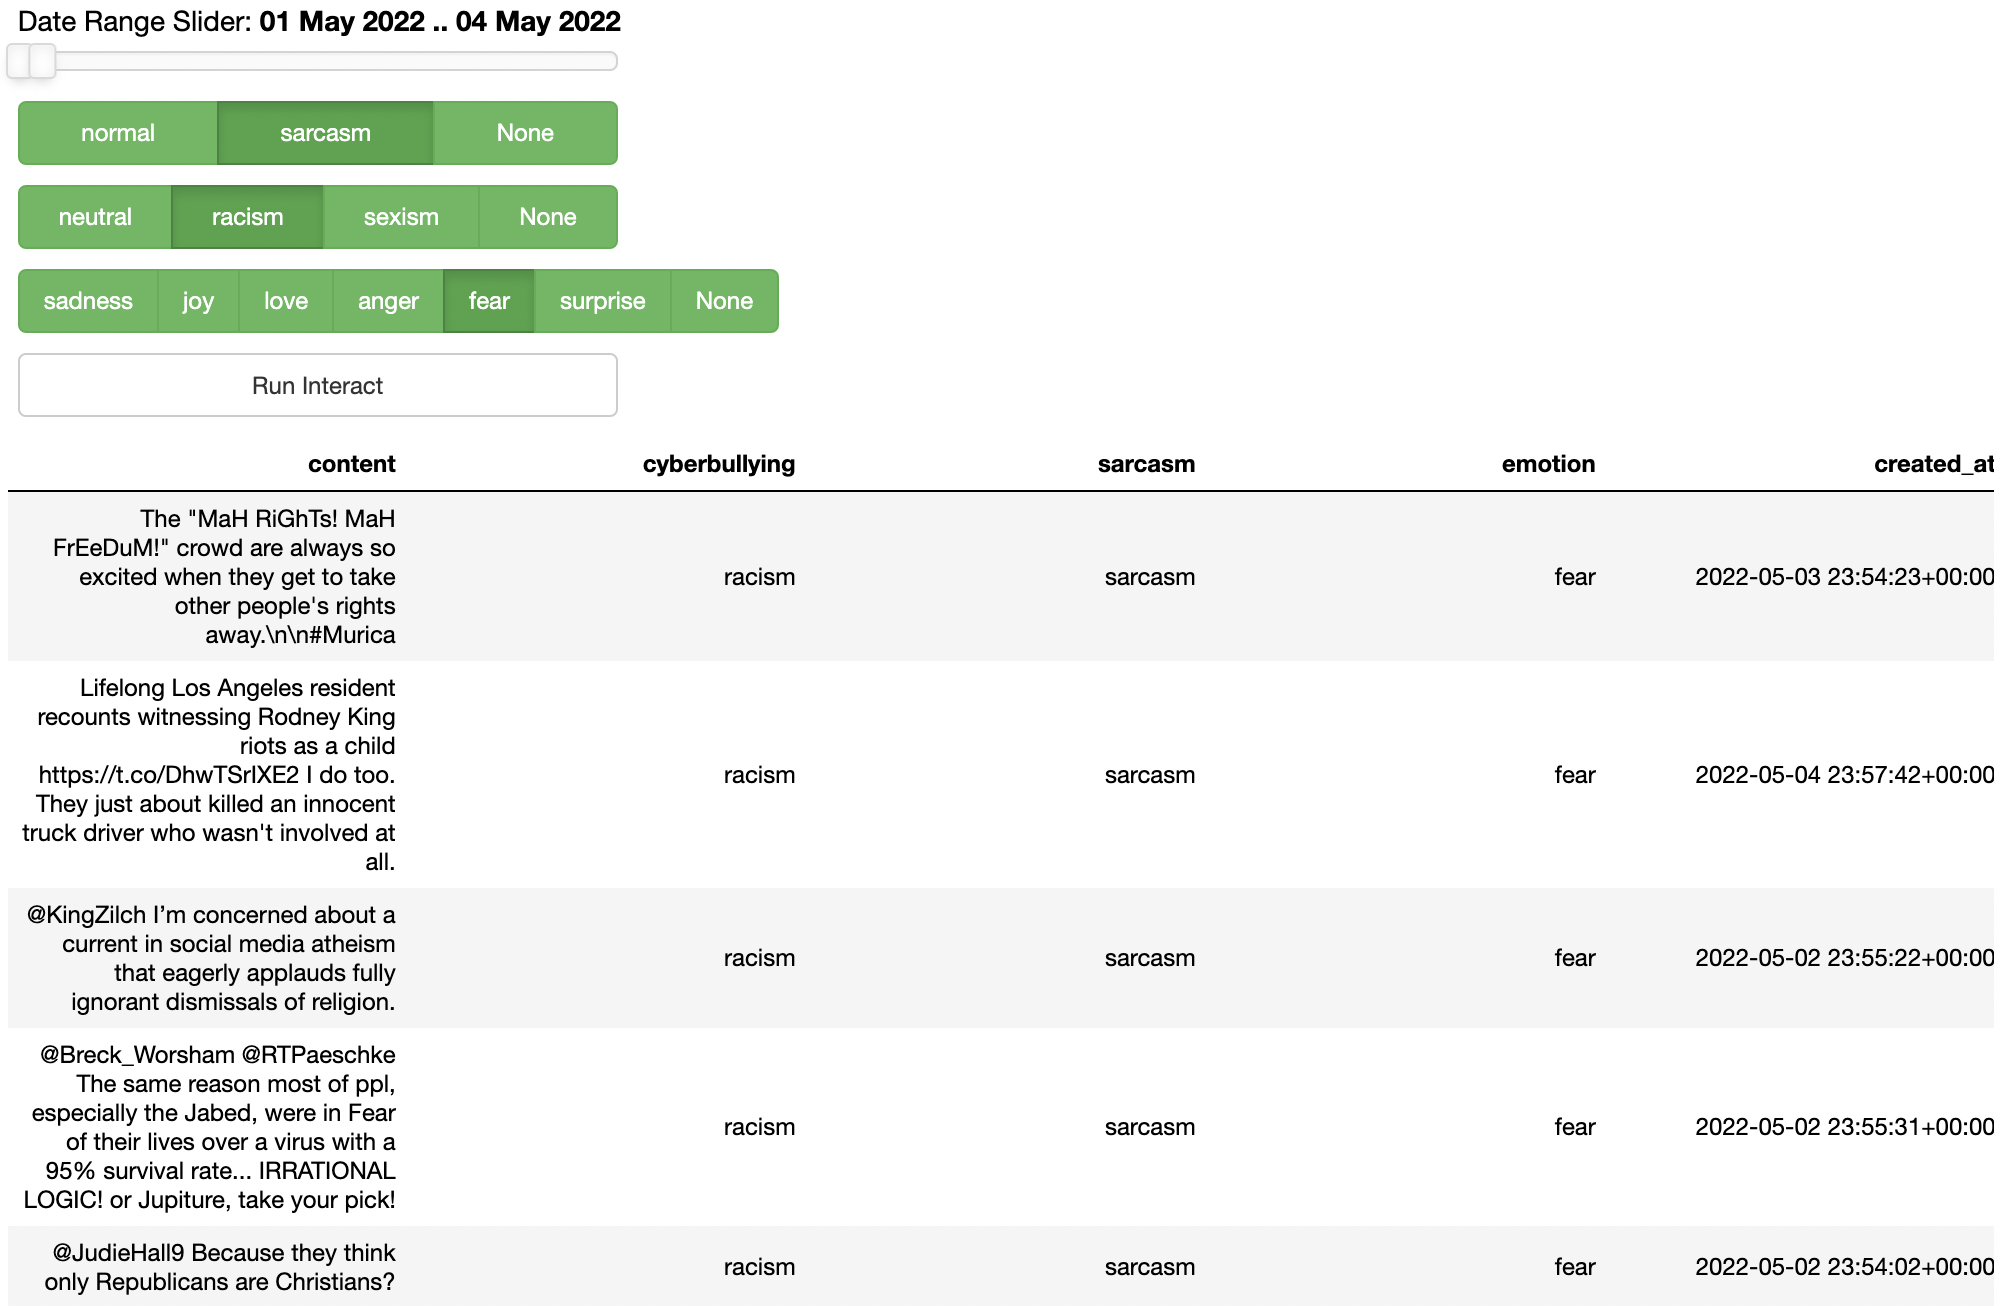 Date Range Slider: 01 May 2022 .. 04 May 2022
normal sarcasm None
neutral racism sexism None
sadness joy love anger fear surprise None
Run Interact
content cyberbullying sarcasm emotion created_at
The "MaH RiGhTs! MaH
FrEeDuM!" crowd are always so
excited when they get to take
other people's rights
away.\n\n#Murica
racism sarcasm fear 2022-05-03 23:54:23+00:00
Lifelong Los Angeles resident
recounts witnessing Rodney King
riots as a child
https://t.co/DhwTSrIXE2 I do too.
They just about killed an innocent
truck driver who wasn't involved at
all.
racism sarcasm fear 2022-05-04 23:57:42+00:00
@KingZilch I’m concerned about a
current in social media atheism
that eagerly applauds fully
ignorant dismissals of religion.
racism sarcasm fear 2022-05-02 23:55:22+00:00
@Breck_Worsham @RTPaeschke
The same reason most of ppl,
especially the Jabed, were in Fear
of their lives over a virus with a
95% survival rate... IRRATIONAL
LOGIC! or Jupiture, take your pick!
racism sarcasm fear 2022-05-02 23:55:31+00:00
@JudieHall9 Because they think
only Republicans are Christians?
racism sarcasm fear 2022-05-02 23:54:02+00:00